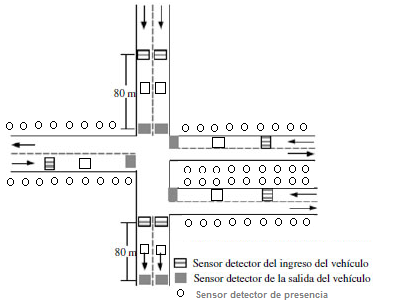 80 m
80 m
Sensor detector del ingreso del vehículo
Sensor detector de la salida del vehículo
Sensor detector de presencia